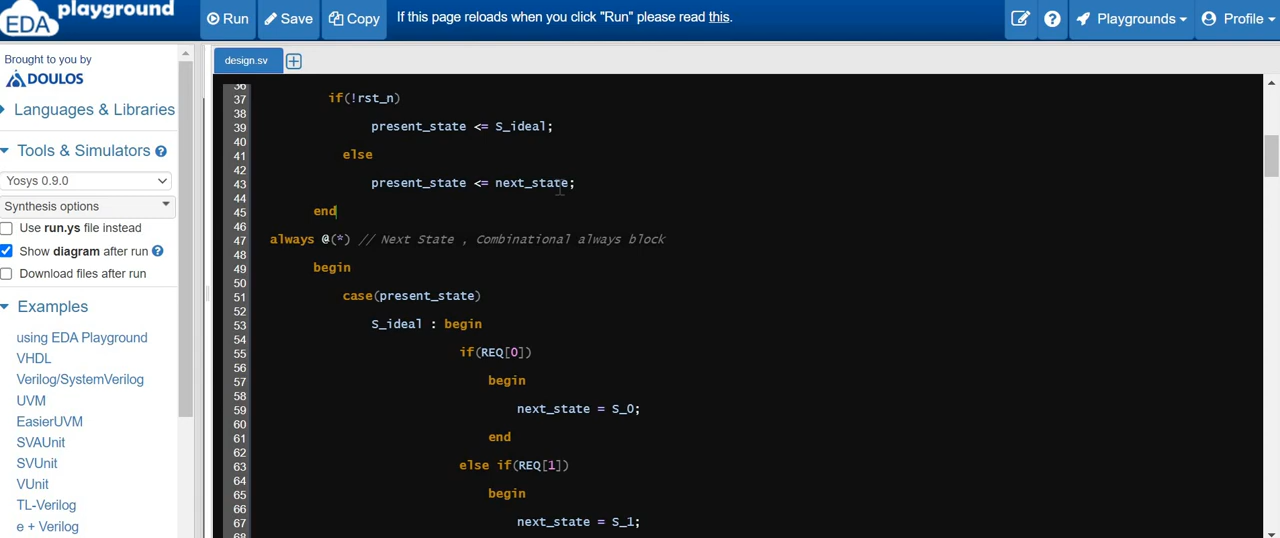 EDA playground
Run
Save
Copy
If this page reloads when you click "Run" please read this.
Playgrounds
Profile
Brought to you by
DOULOS
Languages & Libraries
Tools & Simulators
Yosys 0.9.0
Synthesis options
Use run.ys file instead
Show diagram after run
Download files after run
Examples
using EDA Playground
VHDL
Verilog/SystemVerilog
UVM
EasierUVM
SVAUnit
SVUnit
VUnit
TL-Verilog
e + Verilog
design.sv
36
37 if(!rst_n)
38
39 present_state <= S_ideal;
40
41 else
42
43 present_state <= next_state;
44
45 end
46
47 always @(*) // Next State , Combinational always block
48
49 begin
50
51 case(present_state)
52
53 S_ideal : begin
54
55 if(REQ[0])
56
57 begin
58
59 next_state = S_0;
60
61 end
62
63 else if(REQ[1])
64
65 begin
66
67 next_state = S_1;
68